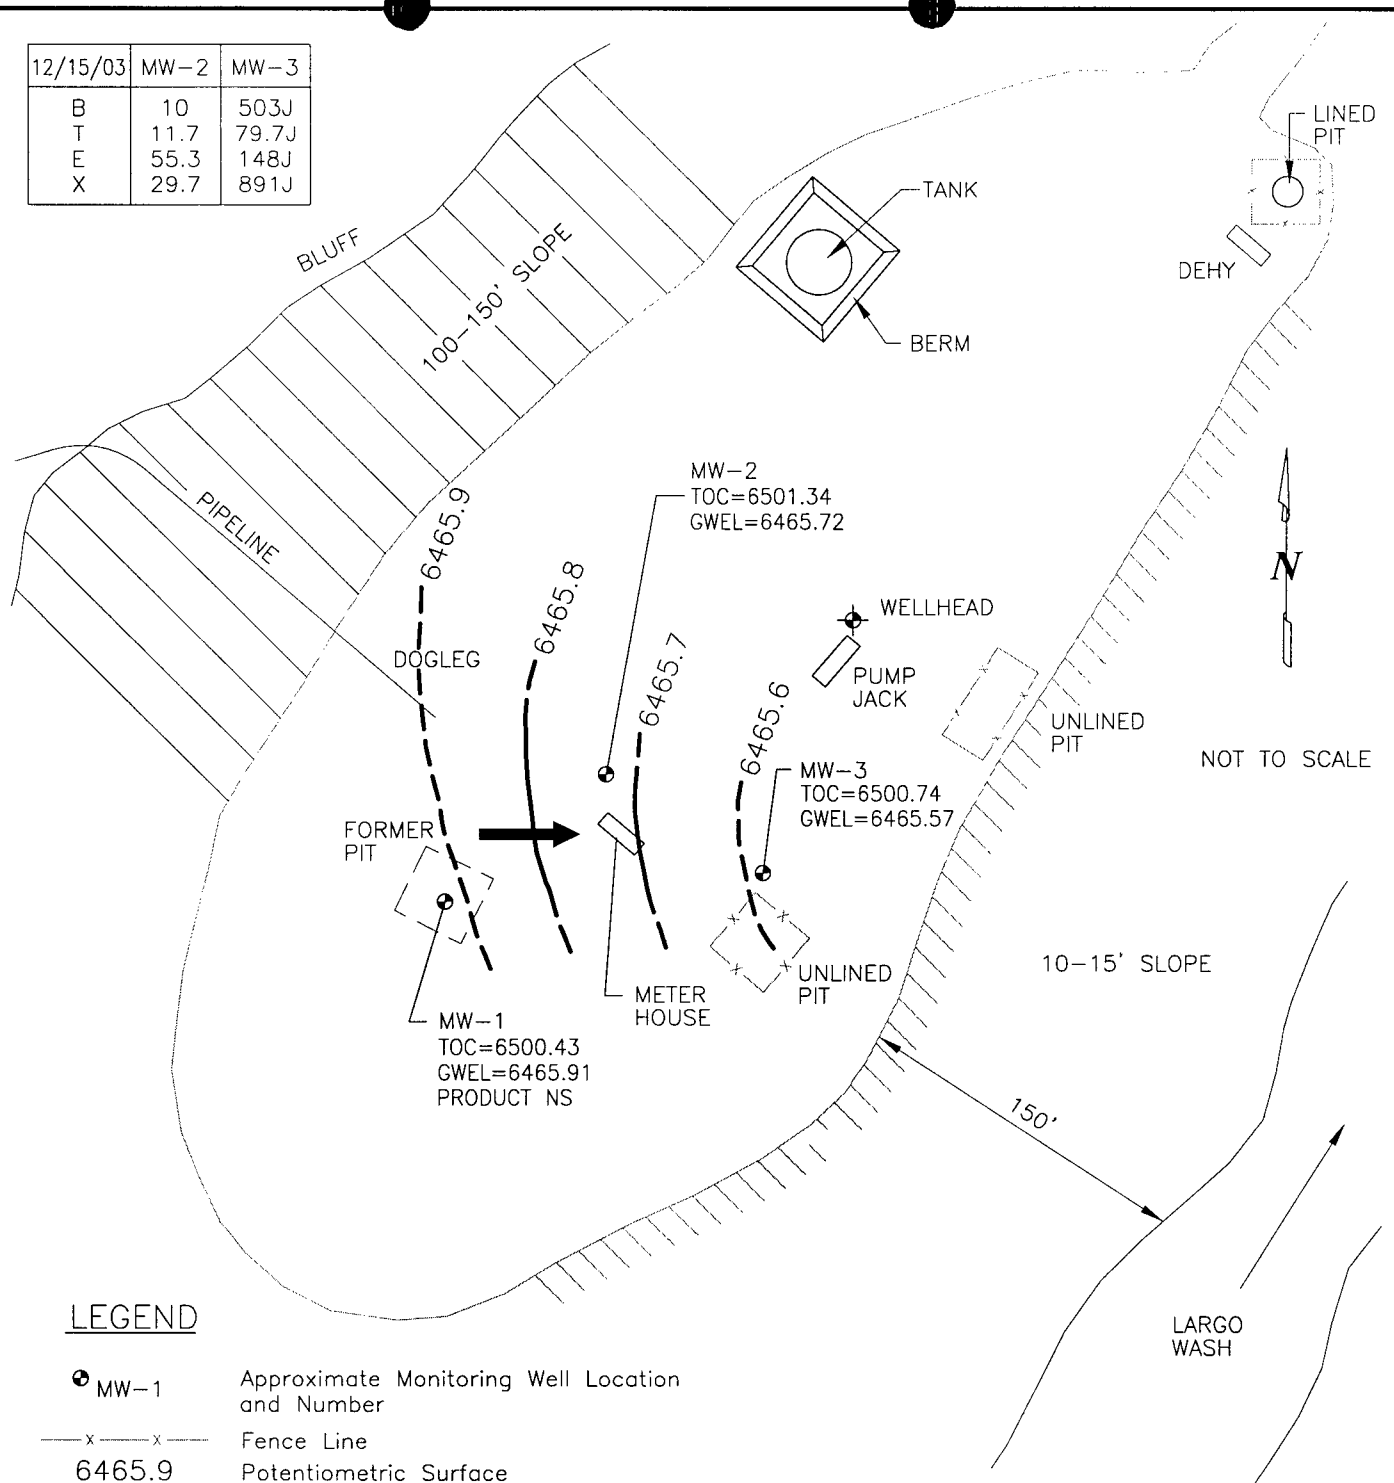 12/15/03 MW-2 MW-3
B 10 503J
T 11.7 79.7J
E 55.3 148J
X 29.7 891J
LINED
PIT
TANK
DEHY
BERM
BLUFF
100-150' SLOPE
PIPELINE
MW-2
TOC=6501.34
GWEL=6465.72
6465.9
6465.8
6465.7
6465.6
N
WELLHEAD
DOGLEG
PUMP
JACK
UNLINED
PIT
NOT TO SCALE
MW-3
TOC=6500.74
GWEL=6465.57
FORMER
PIT
10-15' SLOPE
UNLINED
PIT
METER
HOUSE
MW-1
TOC=6500.43
GWEL=6465.91
PRODUCT NS
150'
LARGO
WASH
LEGEND
MW-1 Approximate Monitoring Well Location
and Number
x x Fence Line
6465.9 Potentiometric Surface